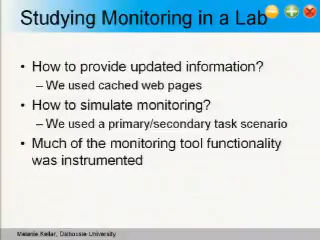 Studying Monitoring in a Lab
• How to provide updated information?
– We used cached web pages
• How to simulate monitoring?
– We used a primary/secondary task scenario
• Much of the monitoring tool functionality
was instrumented
Melanie Kellar, Dalhousie University